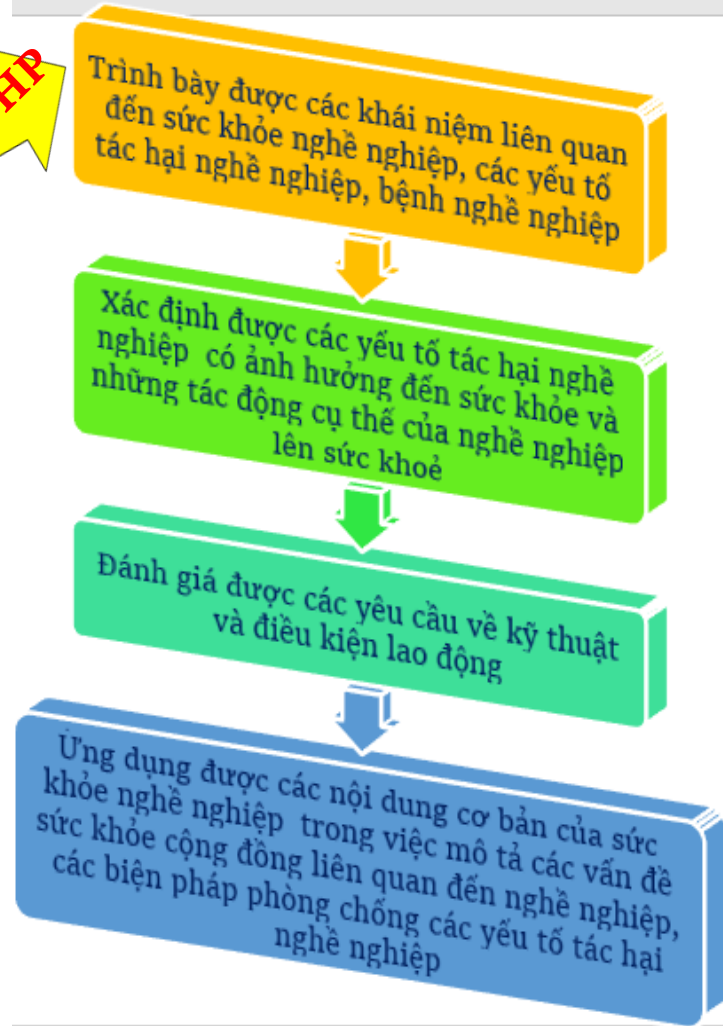 HP
Trình bày được các khái niệm liên quan
đến sức khỏe nghề nghiệp, các yếu tố
tác hại nghề nghiệp, bệnh nghề nghiệp
Xác định được các yếu tố tác hại nghề
nghiệp có ảnh hưởng đến sức khỏe và
những tác động cụ thể của nghề nghiệp
lên sức khoẻ
Đánh giá được các yêu cầu về kỹ thuật
và điều kiện lao động
Ứng dụng được các nội dung cơ bản của sức
khỏe nghề nghiệp trong việc mô tả các vấn đề
sức khỏe cộng đồng liên quan đến nghề nghiệp,
các biện pháp phòng chống các yếu tố tác hại
nghề nghiệp